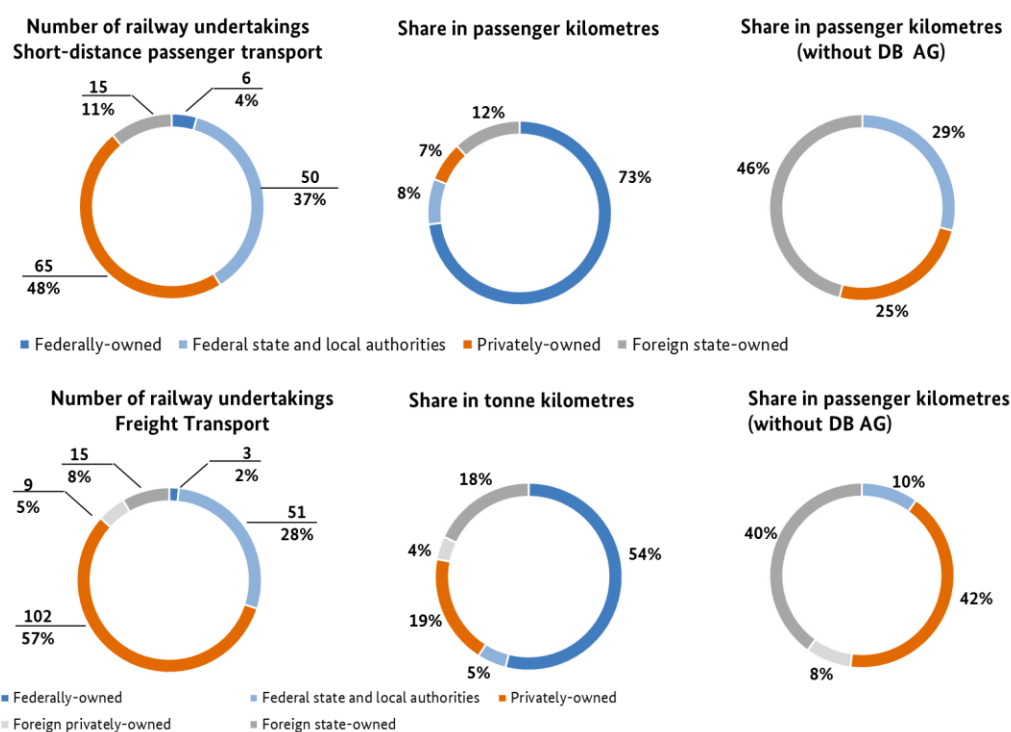 Number of railway undertakings
Short-distance passenger transport
Share in passenger kilometres
Share in passenger kilometres
(without DB AG)
15
11%
6
4%
50
37%
65
48%
12%
7%
8%
73%
29%
46%
25%
Federally-owned
Federal state and local authorities
Privately-owned
Foreign state-owned
Number of railway undertakings
Freight Transport
Share in tonne kilometres
Share in passenger kilometres
(without DB AG)
15
8%
3
2%
9
5%
51
28%
102
57%
18%
4%
54%
19%
5%
10%
40%
42%
8%
Federally-owned
Federal state and local authorities
Privately-owned
Foreign privately-owned
Foreign state-owned